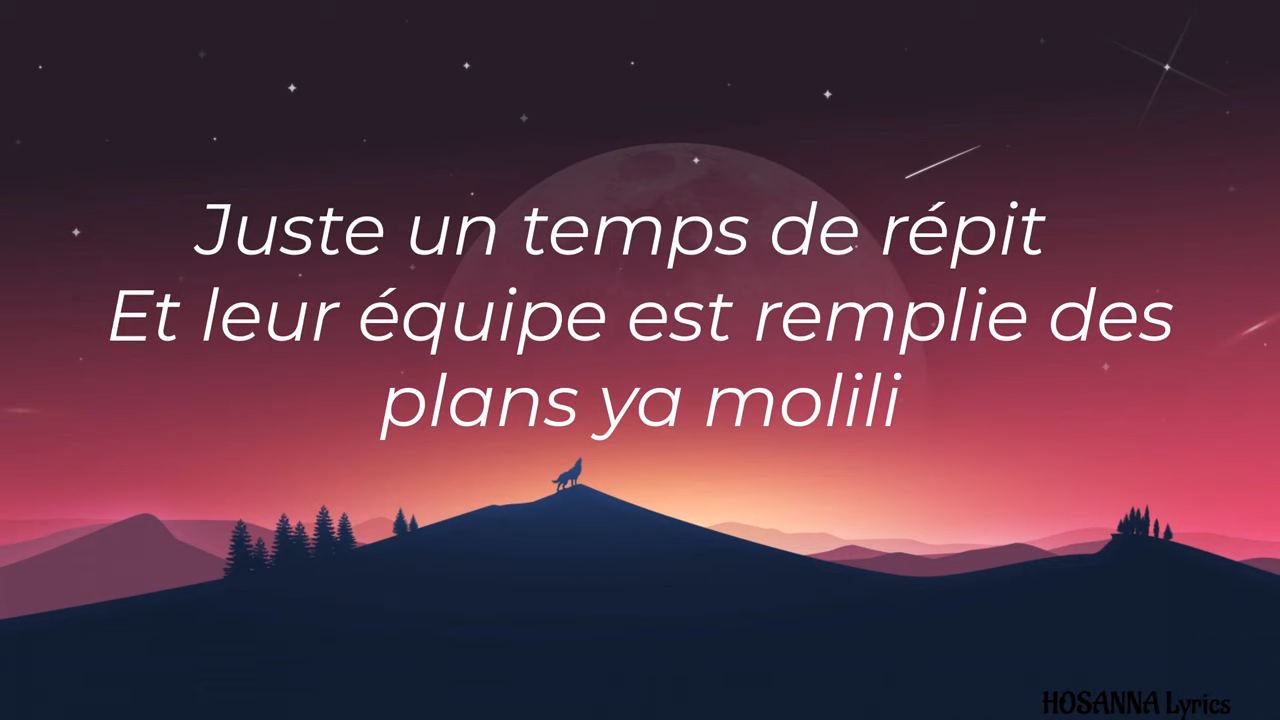 Juste un temps de répit
Et leur équipe est remplie des
plans ya molili
HOSANNA Lyrics